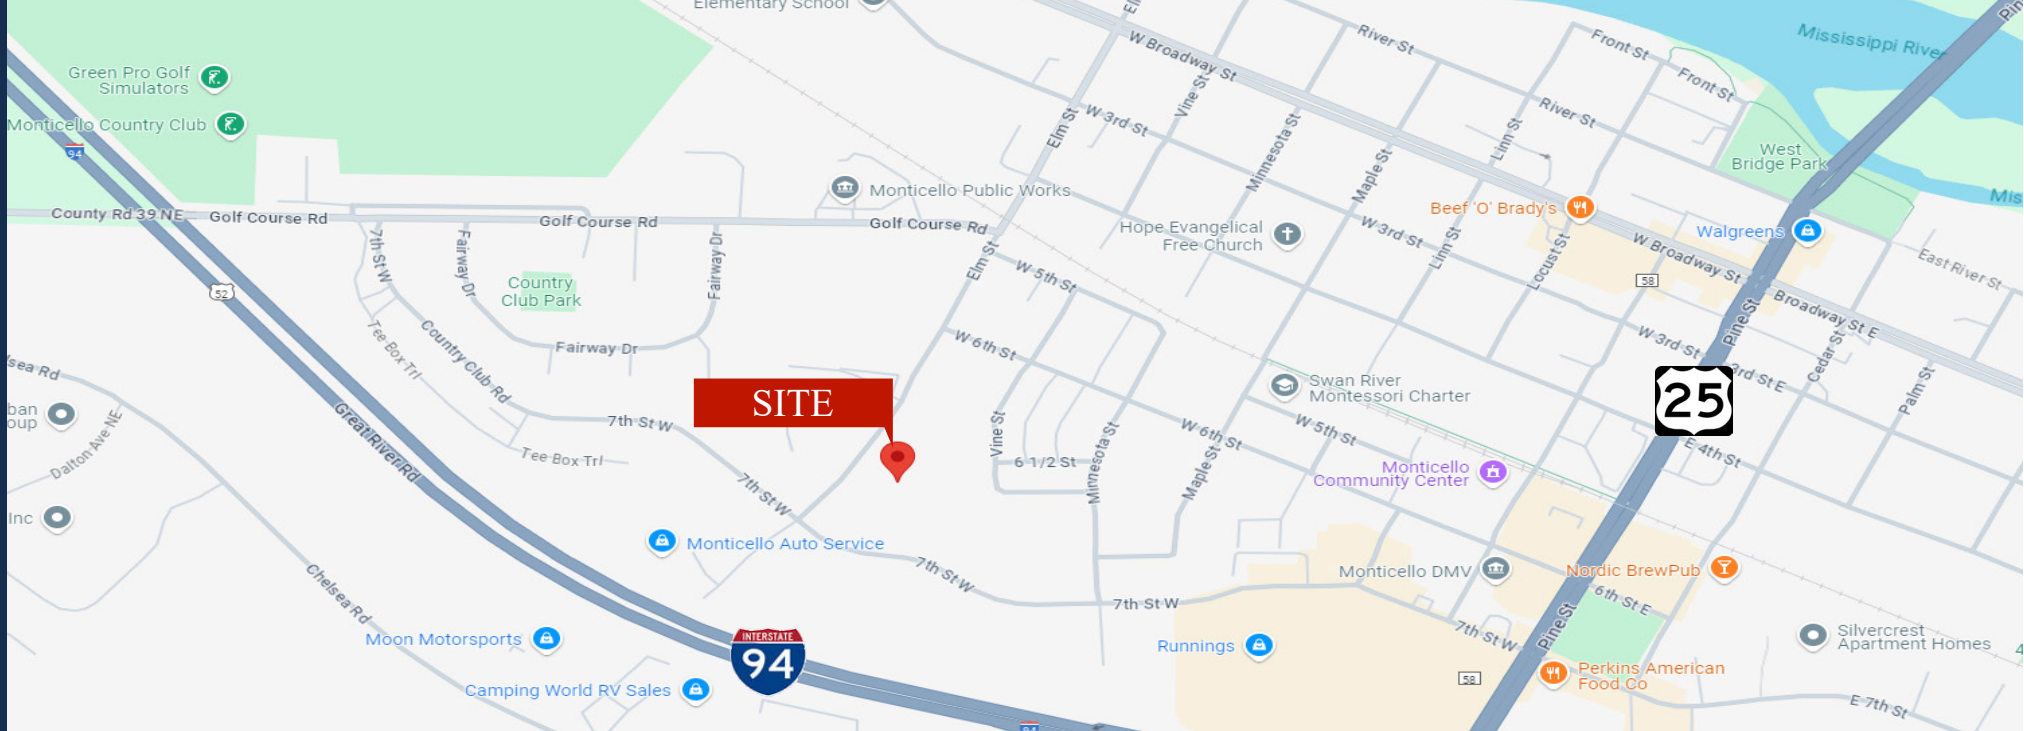 Elementary School
W Broadway St
River St
Front St
Mississippi River
Green Pro Golf
Simulators
Monticello Country Club
94
Elm St
W 3rd St
Vine St
Minnesota St
Maple St
Linn St
River St
Front St
West
Bridge Park
County Rd 39 NE
Golf Course Rd
Golf Course Rd
Monticello Public Works
Golf Course Rd
Hope Evangelical
Free Church
Beef 'O' Brady's
W 3rd St
Linn St
Locust St
Walgreens
W Broadway St
East River St
7th St W
Fairway Dr
Country
Club Park
Fairway Dr
Elm St
W 5th St
58
52
Broadway St E
Pine St
Tee Box Trl
Country Club Rd
Fairway Dr
W 6th St
W 3rd St
3rd St E
Cedar St
Palm St
Swan River
Montessori Charter
SITE
25
7th St W
Tee Box Trl
Great River Rd
Dalton Ave NE
Vine St
6 1/2 St
Minnesota St
Maple St
W 6th St
W 5th St
E 4th St
Monticello
Community Center
7th St W
Inc
Monticello Auto Service
7th St W
7th St W
Monticello DMV
Nordic BrewPub
6th St E
Chelsea Rd
Moon Motorsports
INTERSTATE
94
Camping World RV Sales
Runnings
7th St W
Pine St
58
Perkins American
Food Co
Silvercrest
Apartment Homes
E 7th St